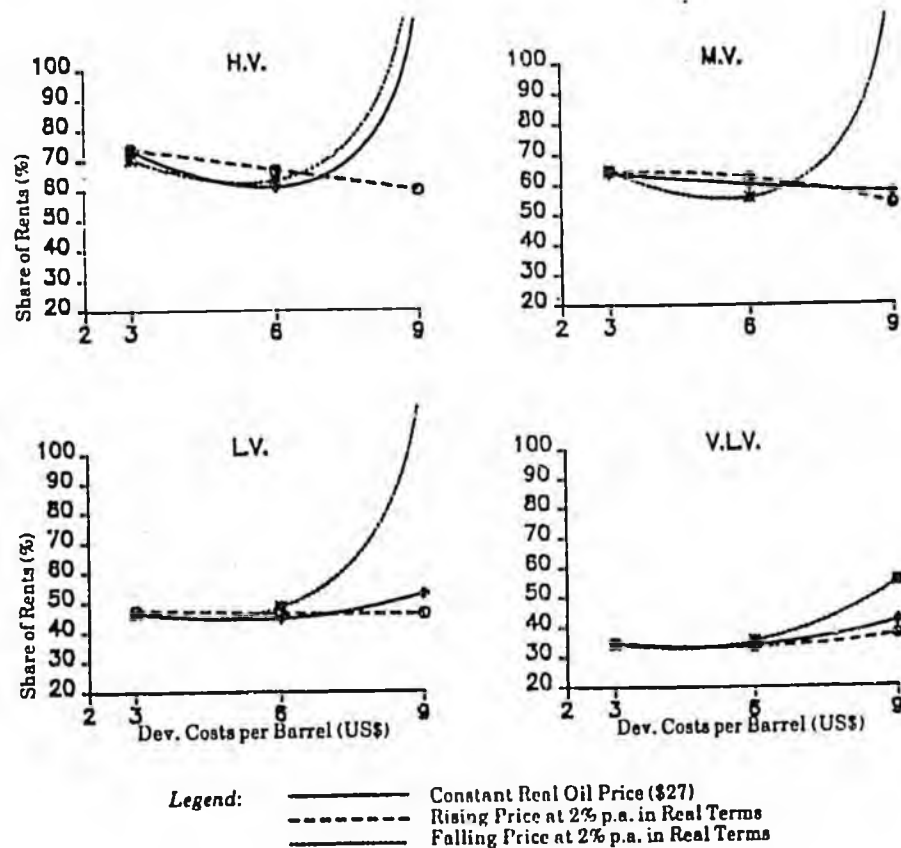 H.V.
100
90
80
70
60
50
40
30
20
Share of Rents (%)
2 3 6 9
M.V.
100
90
80
70
60
50
40
30
20
2 3 6 9
L.V.
100
90
80
70
60
50
40
30
20
Share of Rents (%)
2 3 6 9
Dev. Costs per Barrel (US$)
V.L.V.
100
90
80
70
60
50
40
30
20
2 3 6 9
Dev. Costs per Barrel (US$)
Legend:
Constant Real Oil Price ($27)
Rising Price at 2% p.a. in Real Terms
Falling Price at 2% p.a. in Real Terms